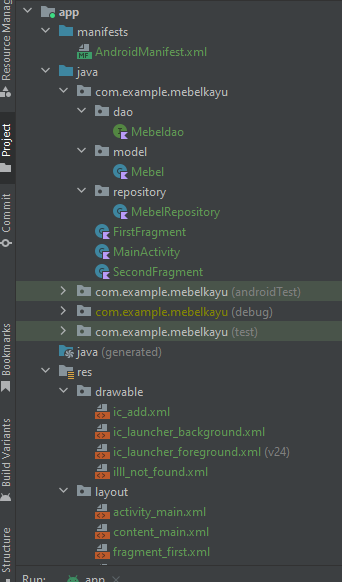 app
manifests
AndroidManifest.xml
java
com.example.mebelkayu
dao
Mebeldao
model
Mebel
repository
MebelRepository
FirstFragment
MainActivity
SecondFragment
com.example.mebelkayu (androidTest)
com.example.mebelkayu (debug)
com.example.mebelkayu (test)
java (generated)
res
drawable
ic_add.xml
ic_launcher_background.xml
ic_launcher_foreground.xml (v24)
illl_not_found.xml
layout
activity_main.xml
content_main.xml
fragment_first.xml
Run: app
Resource Manag
Project
Commit
Bookmarks
Build Variants
Structure